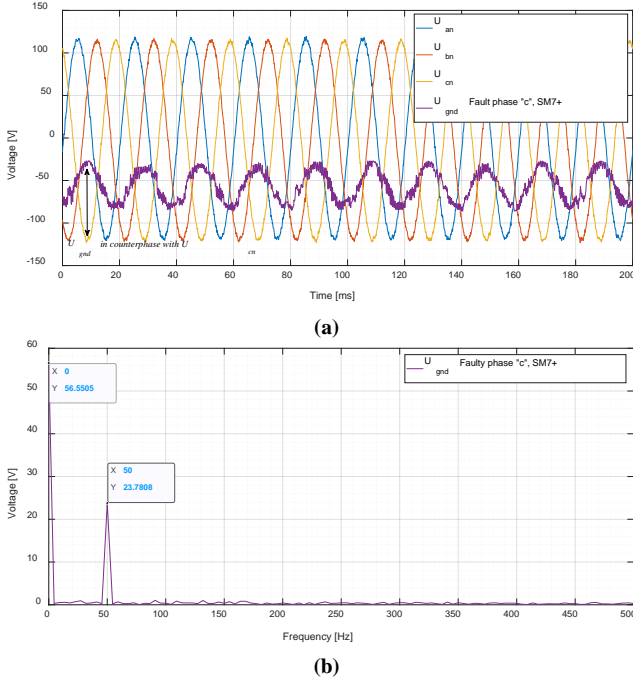 150
100
50
0
-50
-100
-150
Voltage [V]
U an
U bn
U cn
U gnd Fault phase "c", SM7+
U gnd in counterphase with U cn
0 20 40 60 80 100 120 140 160 180 200
Time [ms]
(a)
60
50
40
30
20
10
0
Voltage [V]
U gnd Faulty phase "c", SM7+
X 0
Y 56.5505
X 50
Y 23.7808
0 50 100 150 200 250 300 350 400 450 500
Frequency [Hz]
(b)